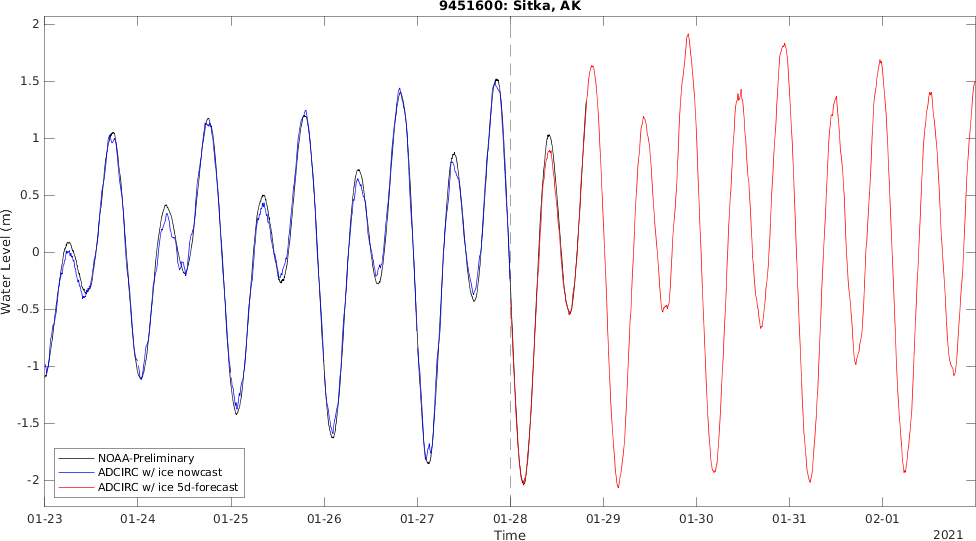 9451600: Sitka, AK
2
1.5
1
0.5
0
-0.5
-1
-1.5
-2
Water Level (m)
NOAA-Preliminary
ADCIRC w/ ice nowcast
ADCIRC w/ ice 5d-forecast
01-23 01-24 01-25 01-26 01-27 01-28 01-29 01-30 01-31 02-01
Time
2021